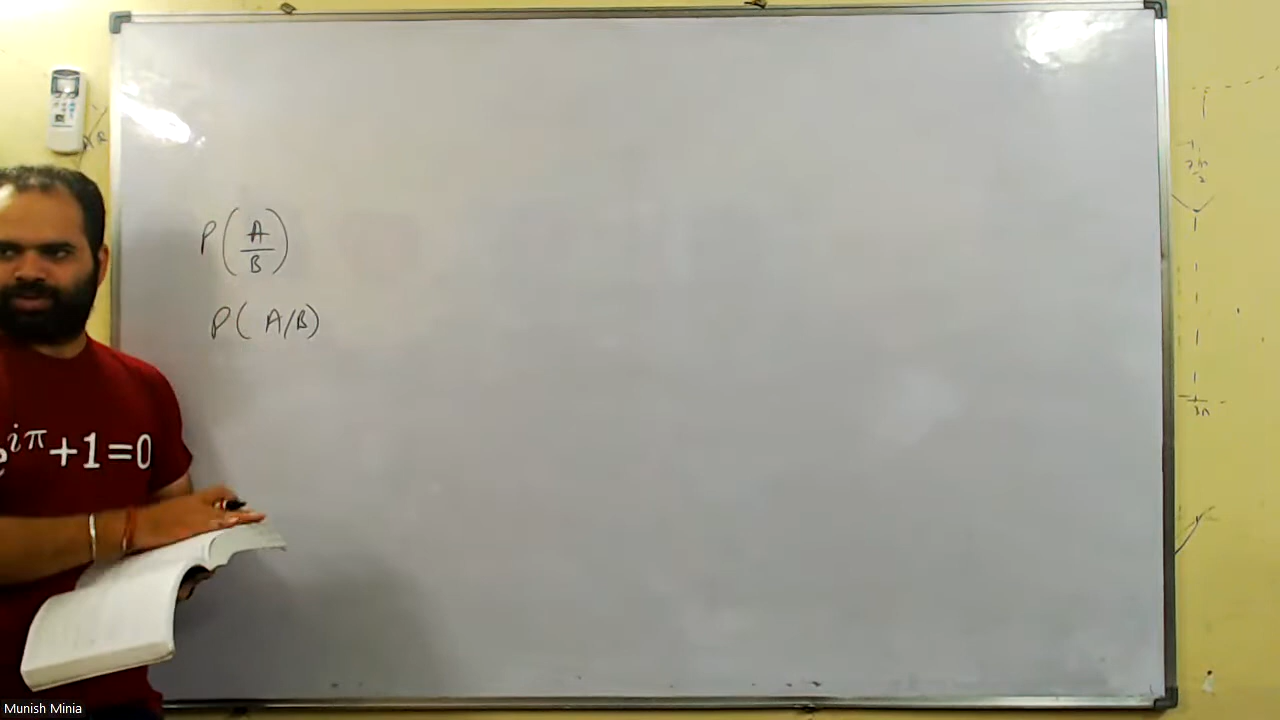 P(A/B)
P( A/B)
e^{iπ}+1=0
Munish Minia